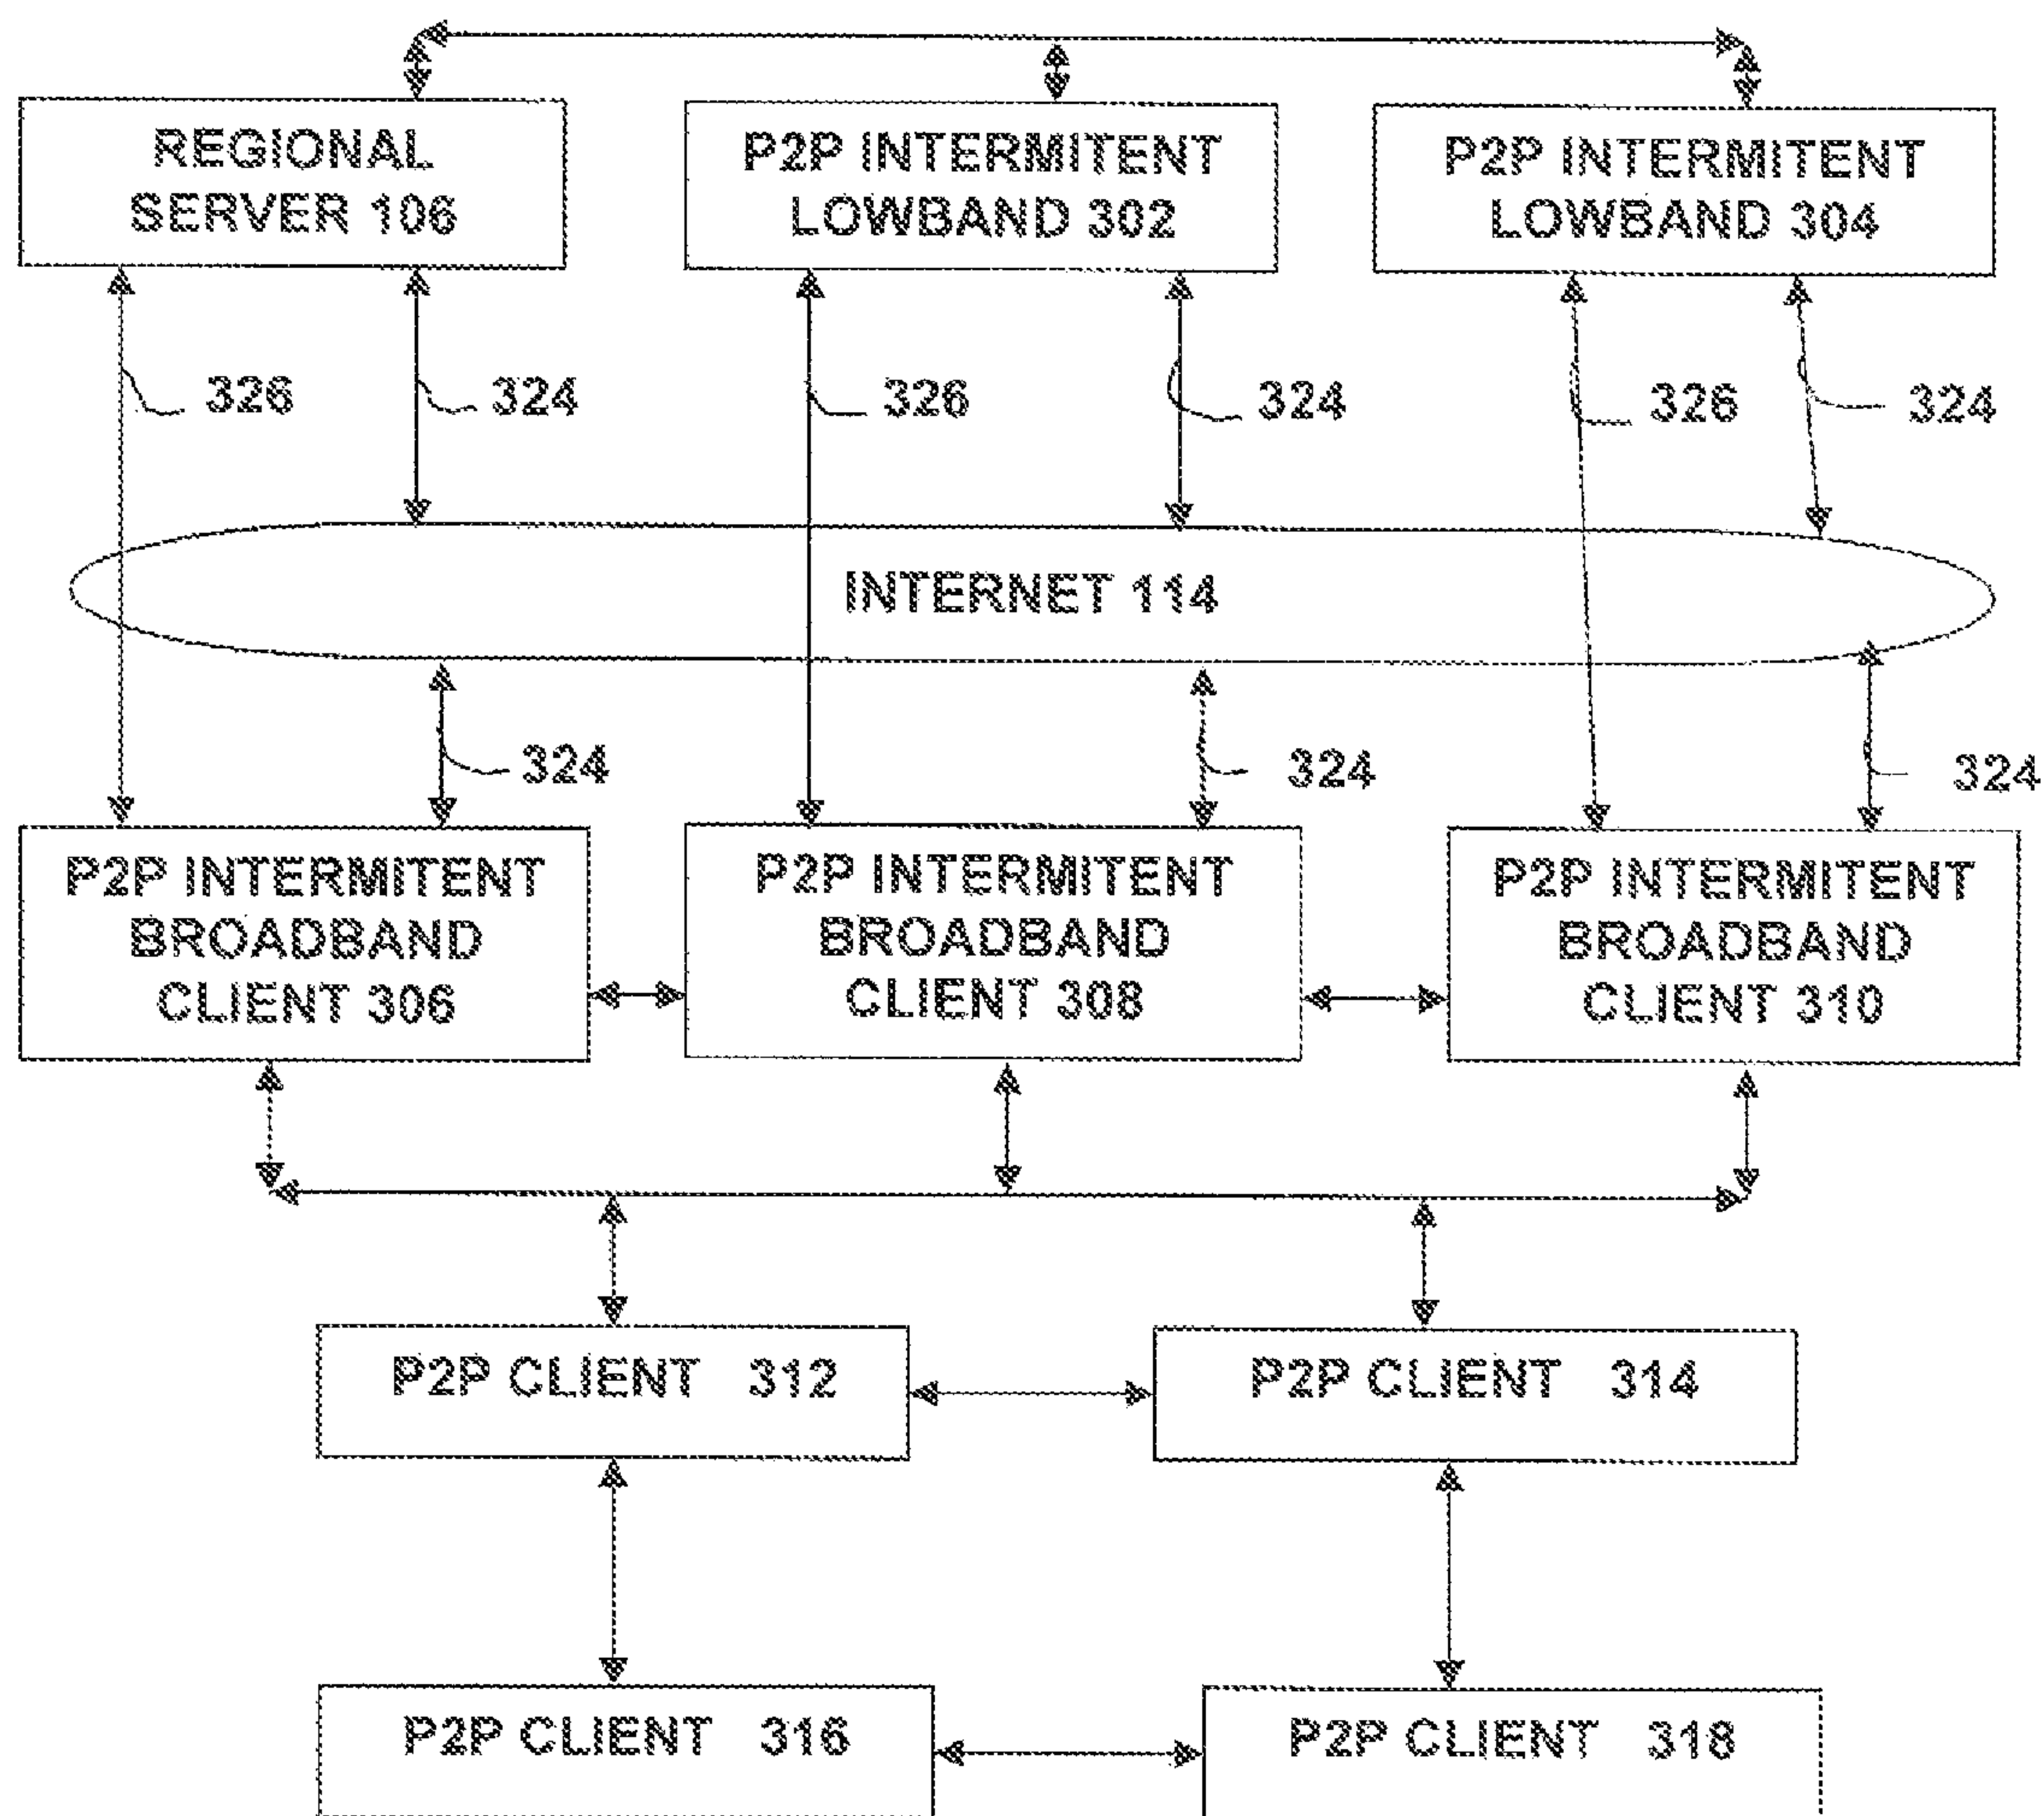 REGIONAL
SERVER 106
P2P INTERMITENT
LOWBAND 302
P2P INTERMITENT
LOWBAND 304
326
324
326
324
326
324
INTERNET 114
324
324
324
P2P INTERMITENT
BROADBAND
CLIENT 306
P2P INTERMITENT
BROADBAND
CLIENT 308
P2P INTERMITENT
BROADBAND
CLIENT 310
P2P CLIENT 312
P2P CLIENT 314
P2P CLIENT 316
P2P CLIENT 318